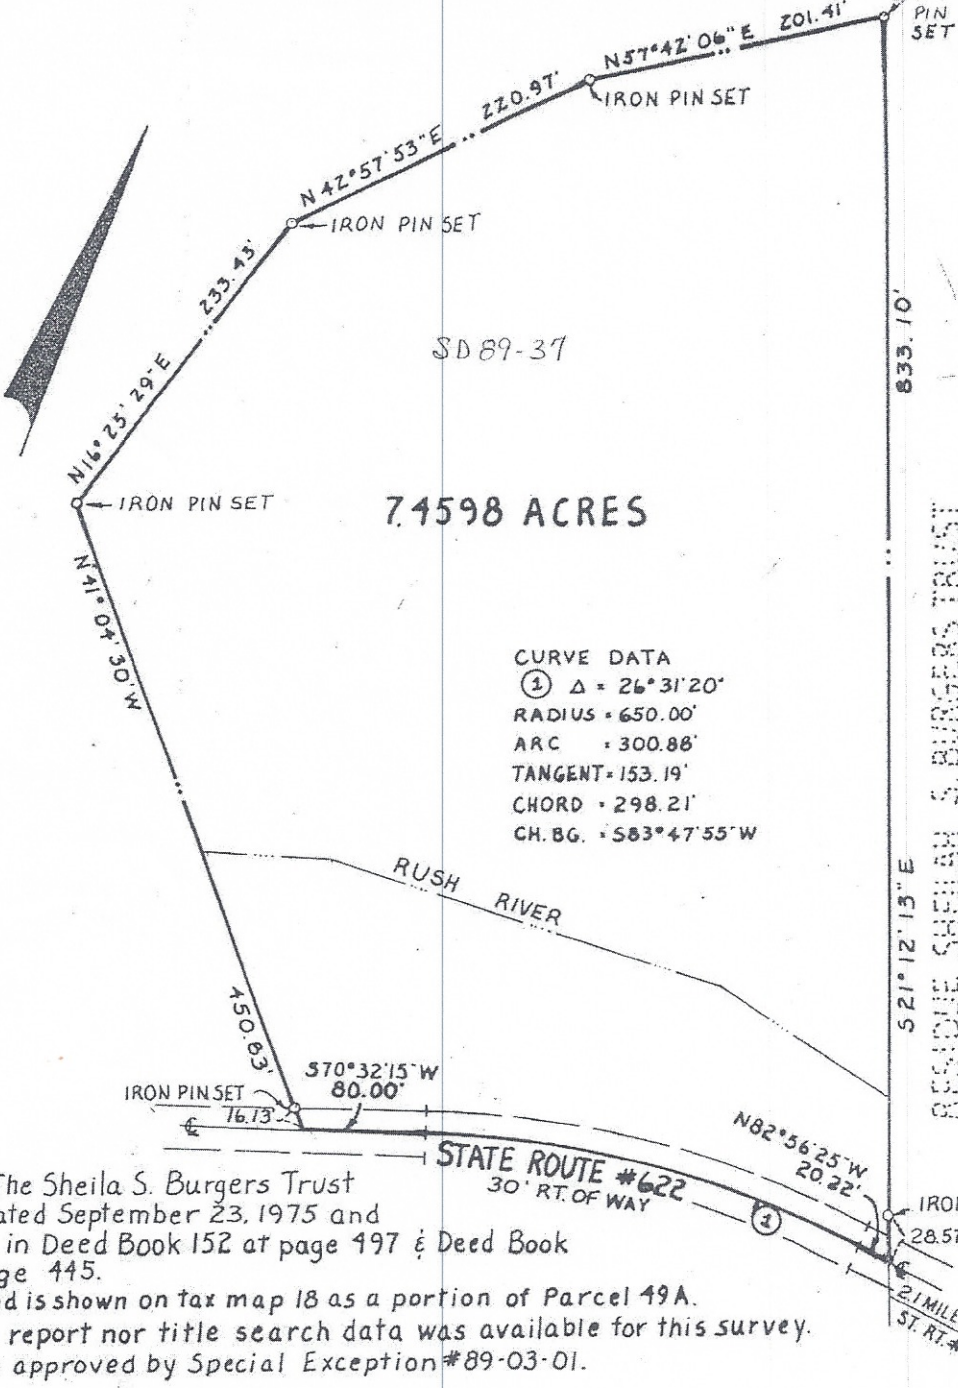 PIN
SET
N57°42'06"E 201.41'
IRON PIN SET
N42°57'53"E 220.97'
IRON PIN SET
233.43'
N16°25'29"E
SD89-37
833.10'
IRON PIN SET
7.4598 ACRES
N41°04'30"W
CURVE DATA
① Δ = 26°31'20"
RADIUS = 650.00'
ARC = 300.88'
TANGENT = 153.19'
CHORD = 298.21'
CH. BG. = S83°47'55"W
RUSH
RIVER
S21°12'13"E
RESIDUE SHEILAH S. BURGERS TRUST
450.83'
S70°32'15"W
80.00'
IRON PIN SET
16.13'
N82°56'25"W
20.22'
STATE ROUTE #622
30' RT. OF WAY
①
28.57
2.1 MILE
ST. RT. #
The Sheila S. Burgers Trust
ated September 23, 1975 and
in Deed Book 152 at page 497 & Deed Book
ge 445.
d is shown on tax map 18 as a portion of Parcel 49A.
report nor title search data was available for this survey.
approved by Special Exception #89-03-01.